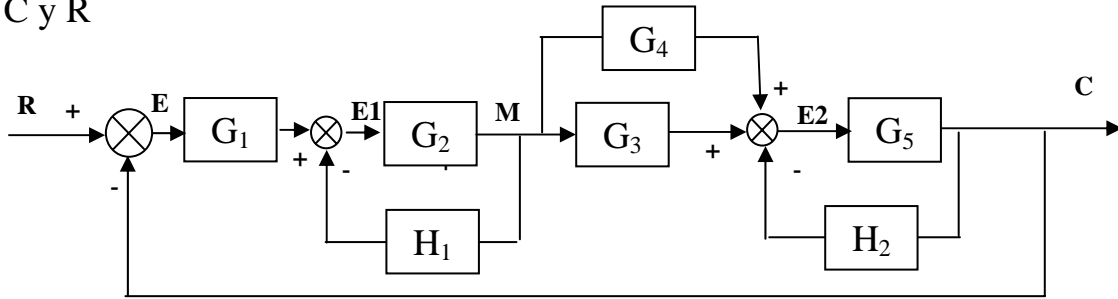 C y R
G4
+
C
R + E E1 M E2
G1 G2 G3 G5
+ - + -
-
H1 H2